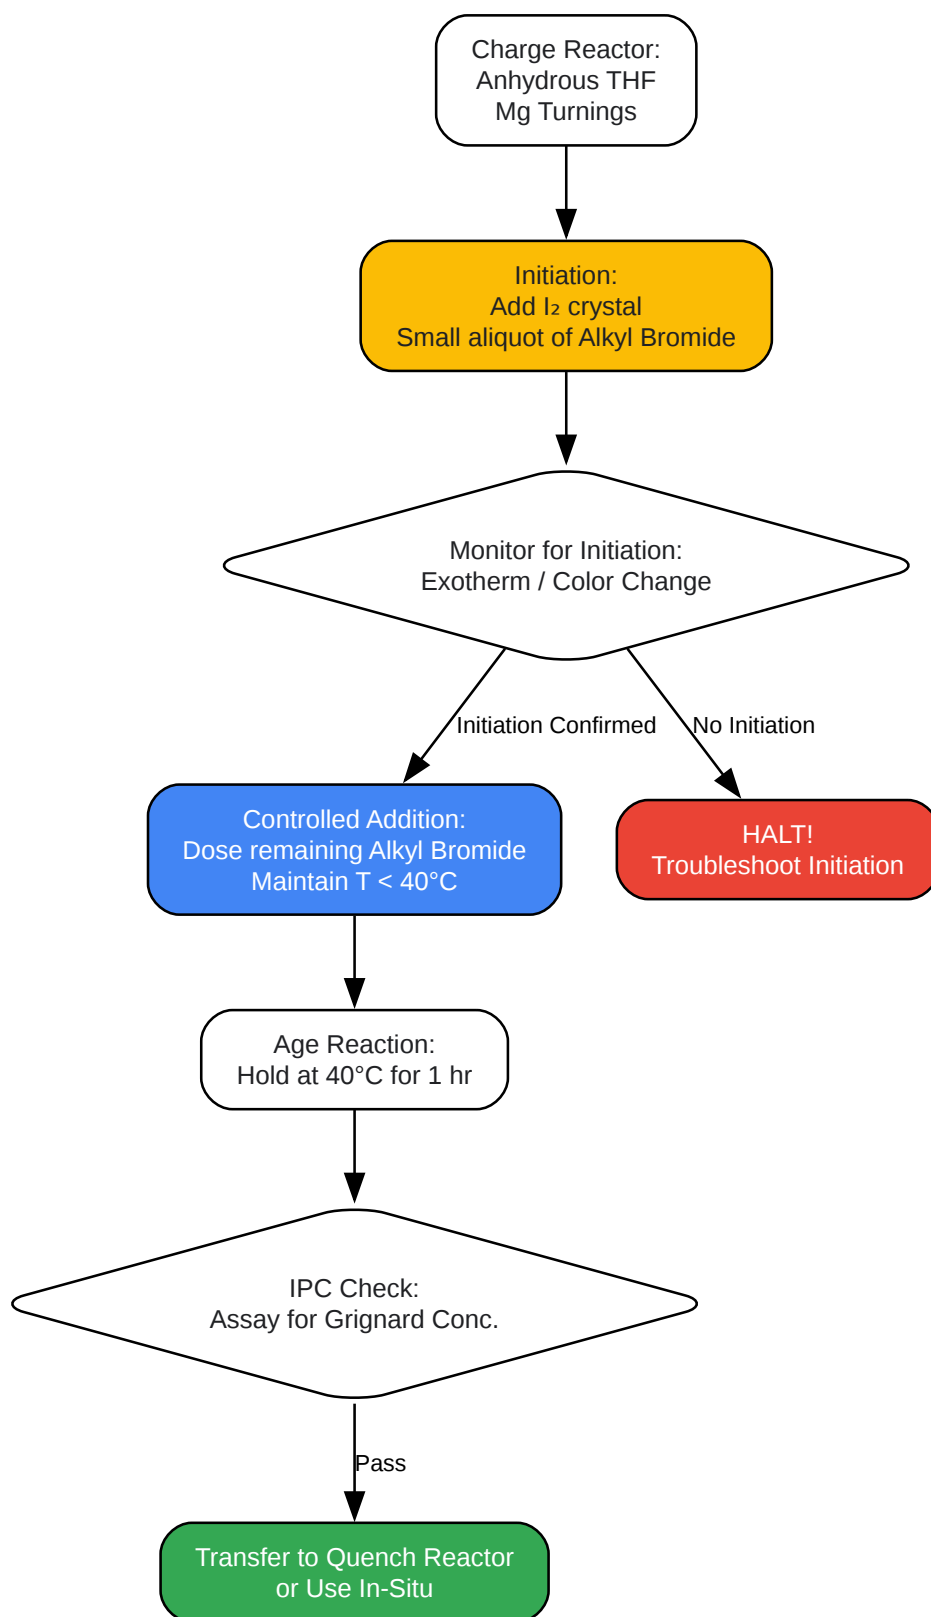 Charge Reactor:
Anhydrous THF
Mg Turnings
Initiation:
Add I₂ crystal
Small aliquot of Alkyl Bromide
Monitor for Initiation:
Exotherm / Color Change
Initiation Confirmed
No Initiation
Controlled Addition:
Dose remaining Alkyl Bromide
Maintain T < 40°C
HALT!
Troubleshoot Initiation
Age Reaction:
Hold at 40°C for 1 hr
IPC Check:
Assay for Grignard Conc.
Pass
Transfer to Quench Reactor
or Use In-Situ